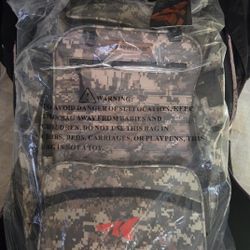 ⚠ WARNING:
TO AVOID DANGER OF SUFFOCATION, KEEP
THIS BAG AWAY FROM BABIES AND
CHILDREN. DO NOT USE THIS BAG IN
CRIBS, BEDS, CARRIAGES, OR PLAYPENS, THIS
BAG IS NOT A TOY.